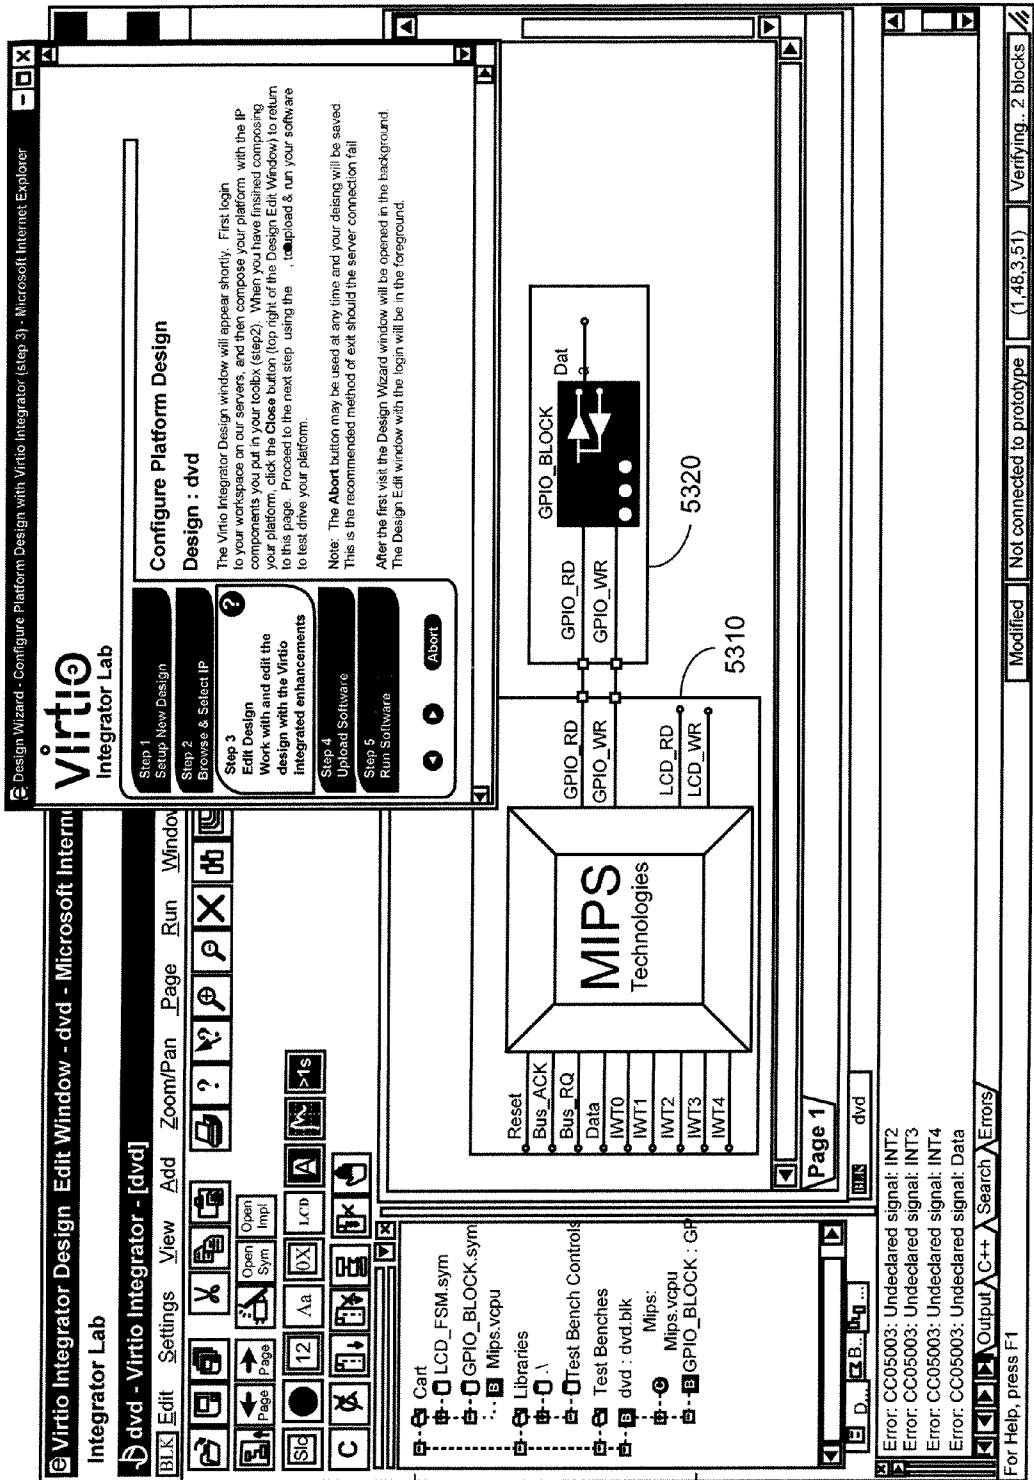 Virtio Integrator Design Edit Window - dvd - Microsoft Interne
Integrator Lab
dvd - Virtio Integrator - [dvd]
BLK Edit Settings View Add Zoom/Pan Page Run Window
Page Page Open Sym Open Impl
Slc 12 Aa 0X LCD A >1s
C
Design Wizard - Configure Platform Design with Virtio Integrator (step 3) - Microsoft Internet Explorer
Virtio
Integrator Lab
Step 1
Setup New Design
Step 2
Browse & Select IP
Step 3
Edit Design
Work with and edit the
design with the Virtio
integrated enhancements
Step 4
Upload Software
Step 5
Run Software
Abort
Configure Platform Design
Design : dvd
The Virtio Integrator Design window will appear shortly. First login
to your workspace on our servers, and then compose your platform with the IP
components you put in your toolbx (step2). When you have finsihed composing
your platform, click the Close button (top right of the Design Edit Window) to return
to this page. Proceed to the next step using the , to upload & run your software
to test drive your platform.
Note: The Abort button may be used at any time and your deisng will be saved
This is the recommended method of exit should the server connection fail
After the first visit the Design Wizard window will be opened in the background.
The Design Edit window with the login will be in the foreground.
Cart
LCD_FSM.sym
GPIO_BLOCK.sym
Mips.vcpu
Libraries
.\
Test Bench Controls
Test Benches
dvd : dvd.blk
Mips:
Mips.vcpu
GPIO_BLOCK : GP
D... B...
Reset
Bus_ACK
Bus_RQ
Data
IWT0
IWT1
IWT2
IWT3
IWT4
MIPS
Technologies
GPIO_RD
GPIO_WR
LCD_RD
LCD_WR
5310
GPIO_RD
GPIO_WR
GPIO_BLOCK
Dat
a
5320
Page 1
BLK dvd
Error: CC05003: Undeclared signal: INT2
Error: CC05003: Undeclared signal: INT3
Error: CC05003: Undeclared signal: INT4
Error: CC05003: Undeclared signal: Data
Output C++ Search Errors
For Help, press F1
Modified Not connected to prototype (1,48,3,51) Verifying.. 2 blocks